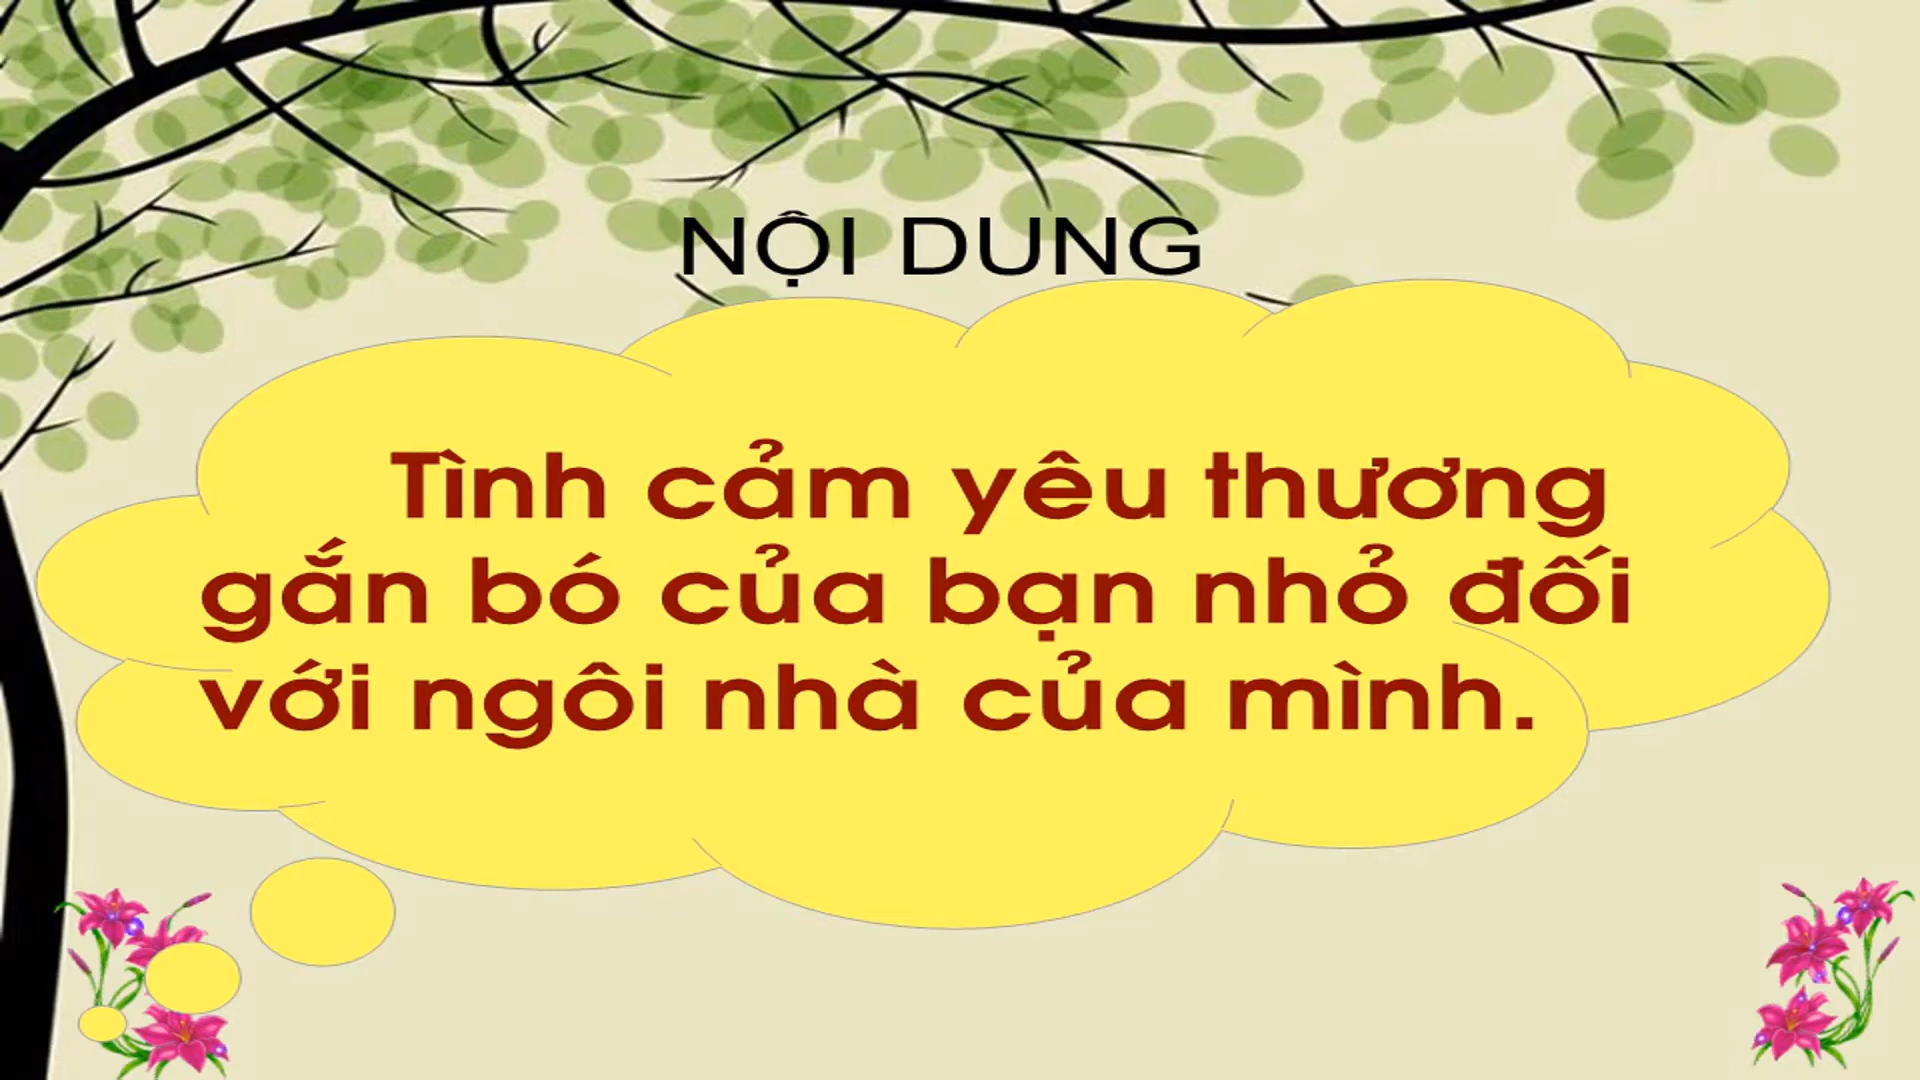 NỘI DUNG
Tình cảm yêu thương
gắn bó của bạn nhỏ đối
với ngôi nhà của mình.